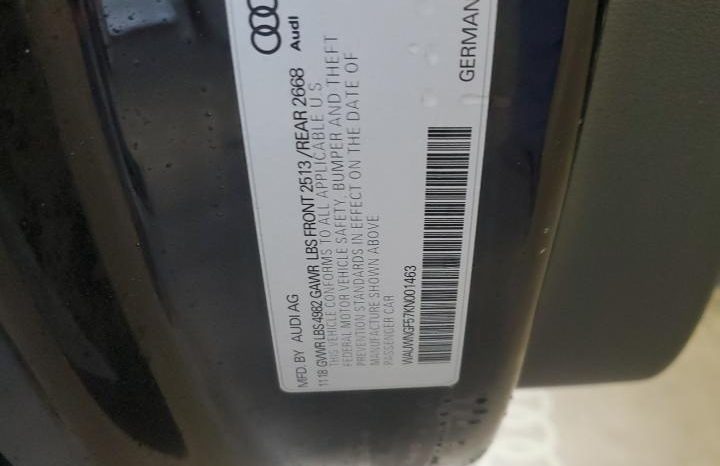 MFD. BY AUDI AG
11 18 GVWR LBS 4982 GAWR LBS FRONT 2513 /REAR 2668
THIS VEHICLE CONFORMS TO ALL APPLICABLE U S
FEDERAL MOTOR VEHICLE SAFETY, BUMPER AND THEFT
PREVENTION STANDARDS IN EFFECT ON THE DATE OF
MANUFACTURE SHOWN ABOVE
PASSENGER CAR
WAUMNGF57KN001463
Audi
GERMAN